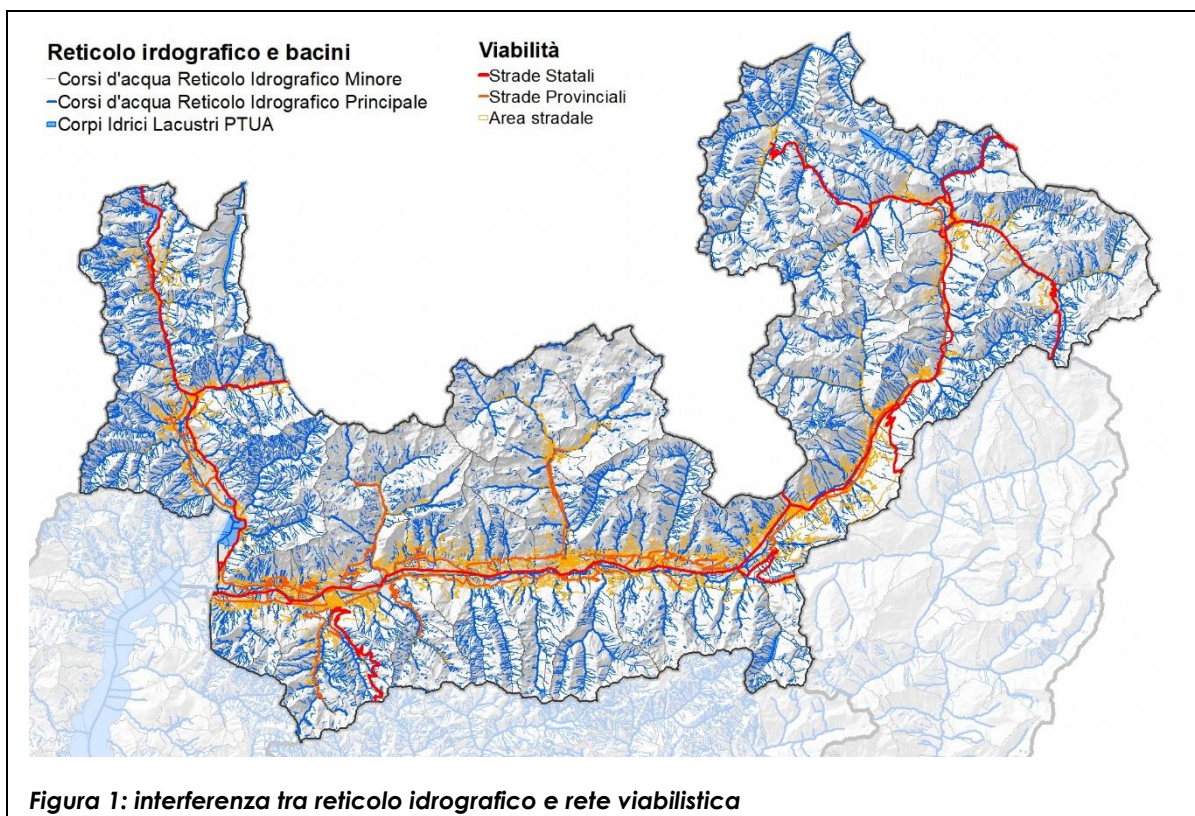 Reticolo irdografico e bacini
Corsi d'acqua Reticolo Idrografico Minore
Corsi d'acqua Reticolo Idrografico Principale
Corpi Idrici Lacustri PTUA
Viabilità
Strade Statali
Strade Provinciali
Area stradale
Figura 1: interferenza tra reticolo idrografico e rete viabilistica